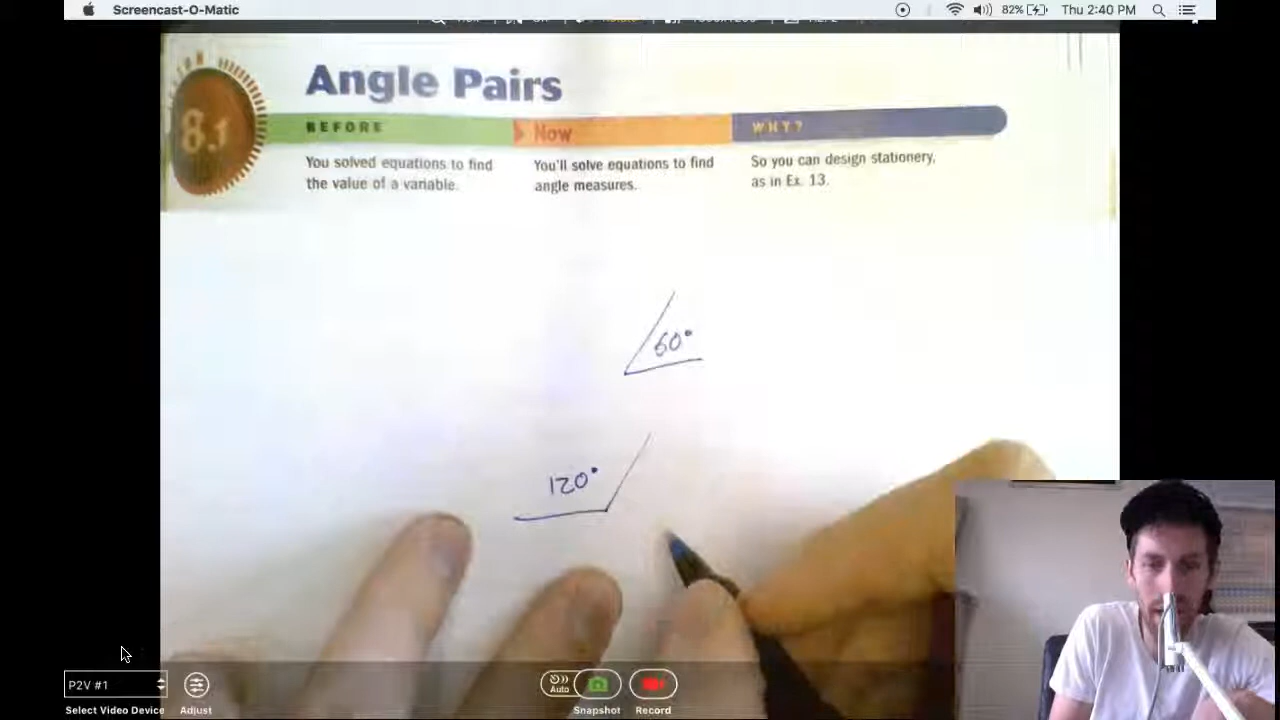 Screencast-O-Matic
82%
Thu 2:40 PM
8.1
Angle Pairs
BEFORE
Now
WHY?
You solved equations to find
the value of a variable.
You'll solve equations to find
angle measures.
So you can design stationery,
as in Ex. 13.
60°
120°
P2V #1
Select Video Device
Adjust
Auto
Snapshot
Record